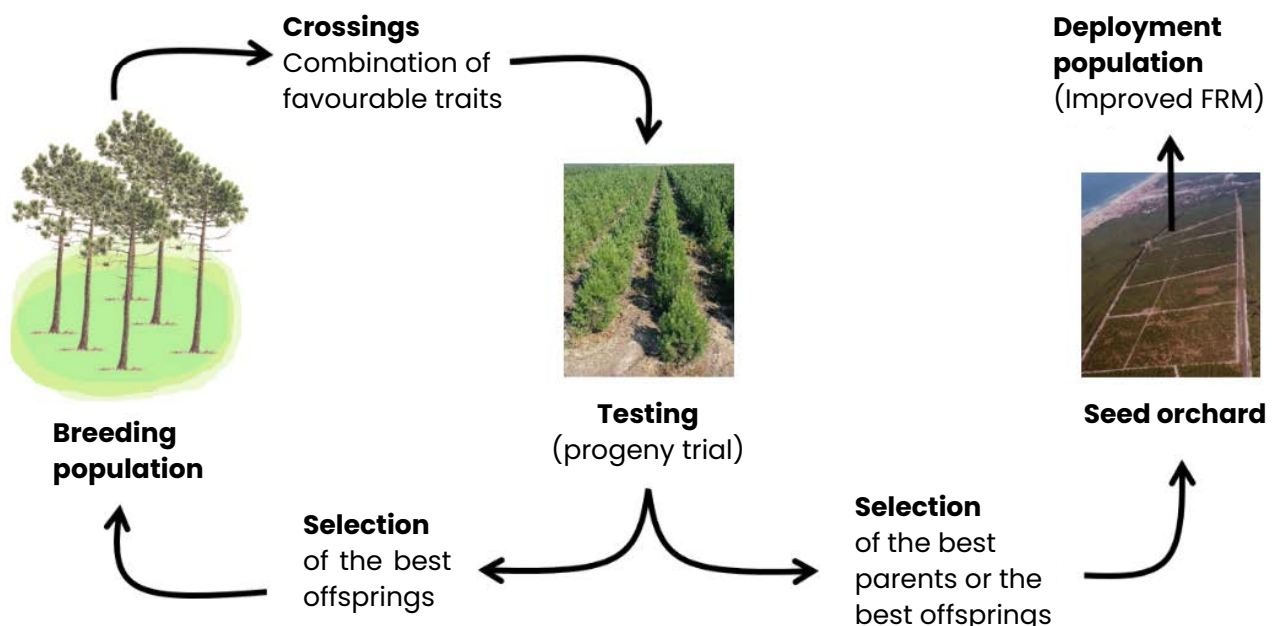 Crossings
Combination of
favourable traits
Deployment
population
(Improved FRM)
Breeding
population
Testing
(progeny trial)
Seed orchard
Selection
of the best
offsprings
Selection
of the best
parents or the
best offsprings